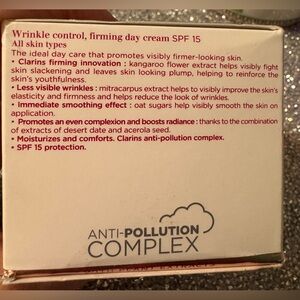 Wrinkle control, firming day cream SPF 15
All skin types
The ideal day care that promotes visibly firmer-looking skin.
• Clarins firming innovation : kangaroo flower extract helps visibly fight
skin slackening and leaves skin looking plump, helping to reinforce the
skin's youthfulness.
• Less visible wrinkles : mitracarpus extract helps to visibly improve the skin's
elasticity and firmness and helps reduce the look of wrinkles.
• Immediate smoothing effect : oat sugars help visibly smooth the skin on
application.
• Promotes an even complexion and boosts radiance : thanks to the combination
of extracts of desert date and acerola seed.
• Moisturizes and comforts. Clarins anti-pollution complex.
• SPF 15 protection.
ANTI-POLLUTION
COMPLEX